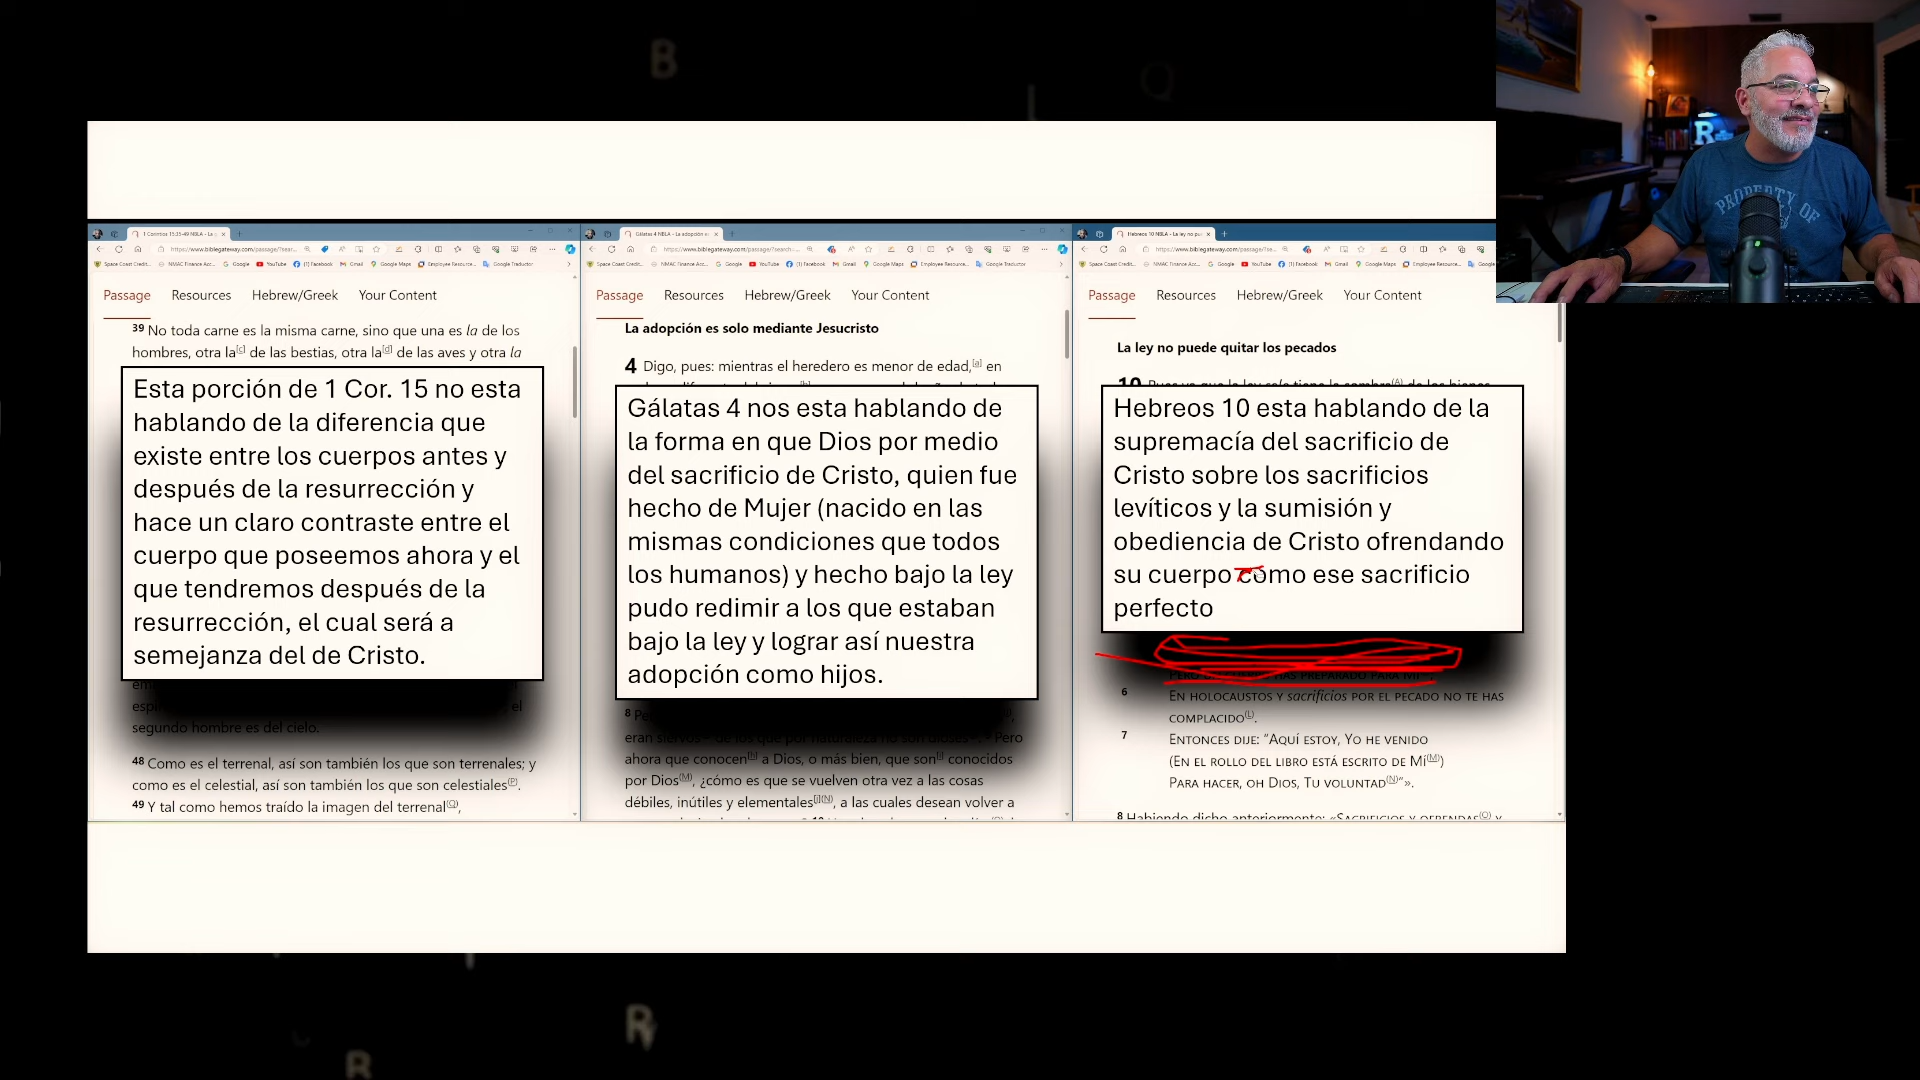 PROPERTY OF
Passage Resources Hebrew/Greek Your Content
39 No toda carne es la misma carne, sino que una es la de los
hombres, otra la[c] de las bestias, otra la[d] de las aves y otra la
Esta porción de 1 Cor. 15 no esta
hablando de la diferencia que
existe entre los cuerpos antes y
después de la resurrección y
hace un claro contraste entre el
cuerpo que poseemos ahora y el
que tendremos después de la
resurrección, el cual será a
semejanza del de Cristo.
segundo hombre es del cielo.
48 Como es el terrenal, así son también los que son terrenales; y
como es el celestial, así son también los que son celestiales(P).
49 Y tal como hemos traído la imagen del terrenal(Q),
Passage Resources Hebrew/Greek Your Content
La adopción es solo mediante Jesucristo
4 Digo, pues: mientras el heredero es menor de edad,[a] en
Gálatas 4 nos esta hablando de
la forma en que Dios por medio
del sacrificio de Cristo, quien fue
hecho de Mujer (nacido en las
mismas condiciones que todos
los humanos) y hecho bajo la ley
pudo redimir a los que estaban
bajo la ley y lograr así nuestra
adopción como hijos.
ahora que conocen[h] a Dios, o más bien, que son[i] conocidos
por Dios(M), ¿cómo es que se vuelven otra vez a las cosas
débiles, inútiles y elementales[j](N), a las cuales desean volver a
Passage Resources Hebrew/Greek Your Content
La ley no puede quitar los pecados
Hebreos 10 esta hablando de la
supremacía del sacrificio de
Cristo sobre los sacrificios
levíticos y la sumisión y
obediencia de Cristo ofrendando
su cuerpo como ese sacrificio
perfecto
6 En holocaustos y sacrificios por el pecado no te has
complacido(L).
7 Entonces dije: “Aquí estoy, Yo he venido
(En el rollo del libro está escrito de Mí(M))
Para hacer, oh Dios, Tu voluntad(N)”».
8 Habiendo dicho anteriormente: «Sacrificios y ofrendas(O) y